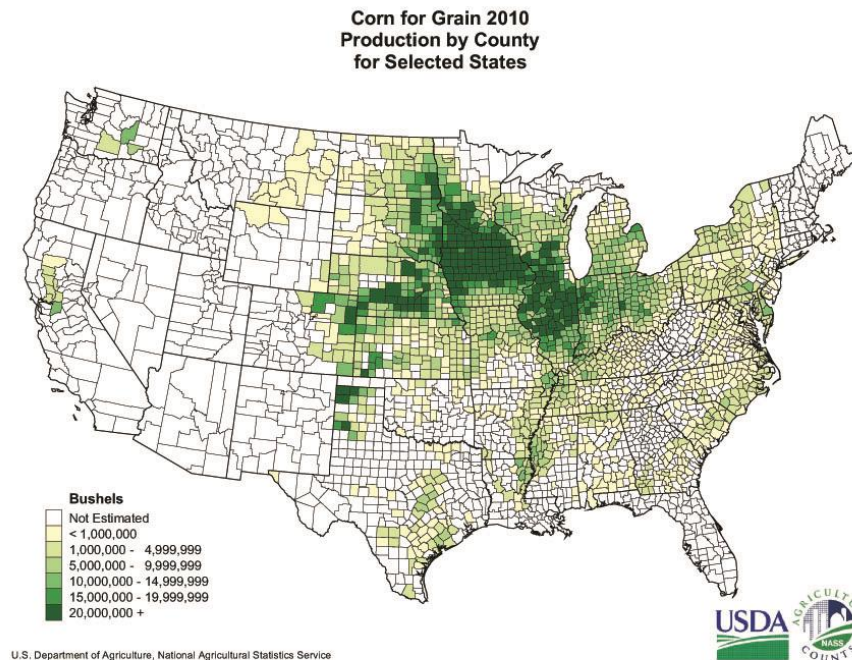 Corn for Grain 2010
Production by County
for Selected States
Bushels
Not Estimated
< 1,000,000
1,000,000 - 4,999,999
5,000,000 - 9,999,999
10,000,000 - 14,999,999
15,000,000 - 19,999,999
20,000,000 +
USDA
AGRICULTURE
NASS
COUNTS
U.S. Department of Agriculture, National Agricultural Statistics Service